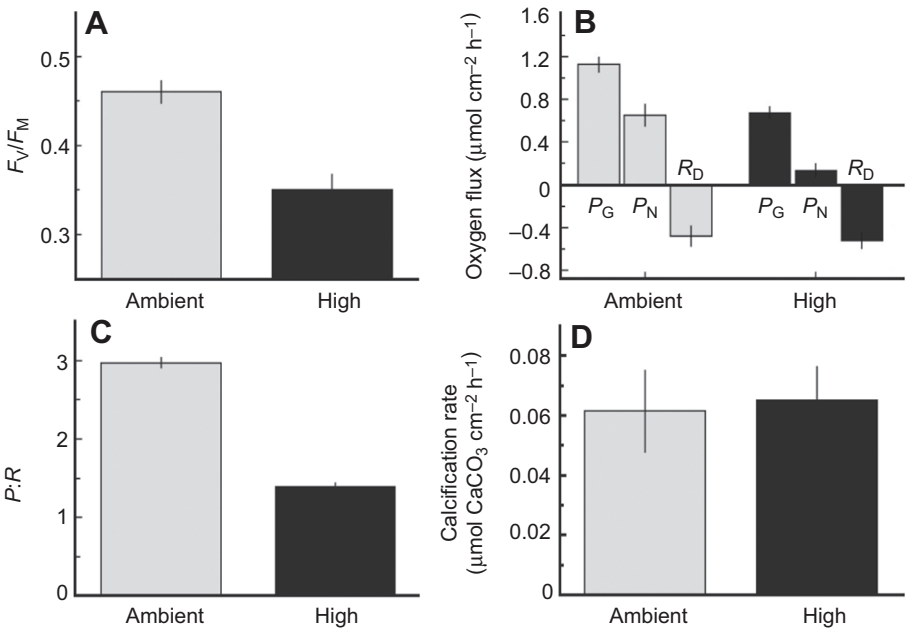 A
0.5
0.4
0.3
FV/FM
Ambient High
B
1.6
1.2
0.8
0.4
0
–0.4
–0.8
Oxygen flux (μmol cm–2 h–1)
RD RD
PG PN PG PN
Ambient High
C
3
2
1
0
P:R
Ambient High
D
0.08
0.06
0.04
0.02
0
Calcification rate
(μmol CaCO3 cm–2 h–1)
Ambient High